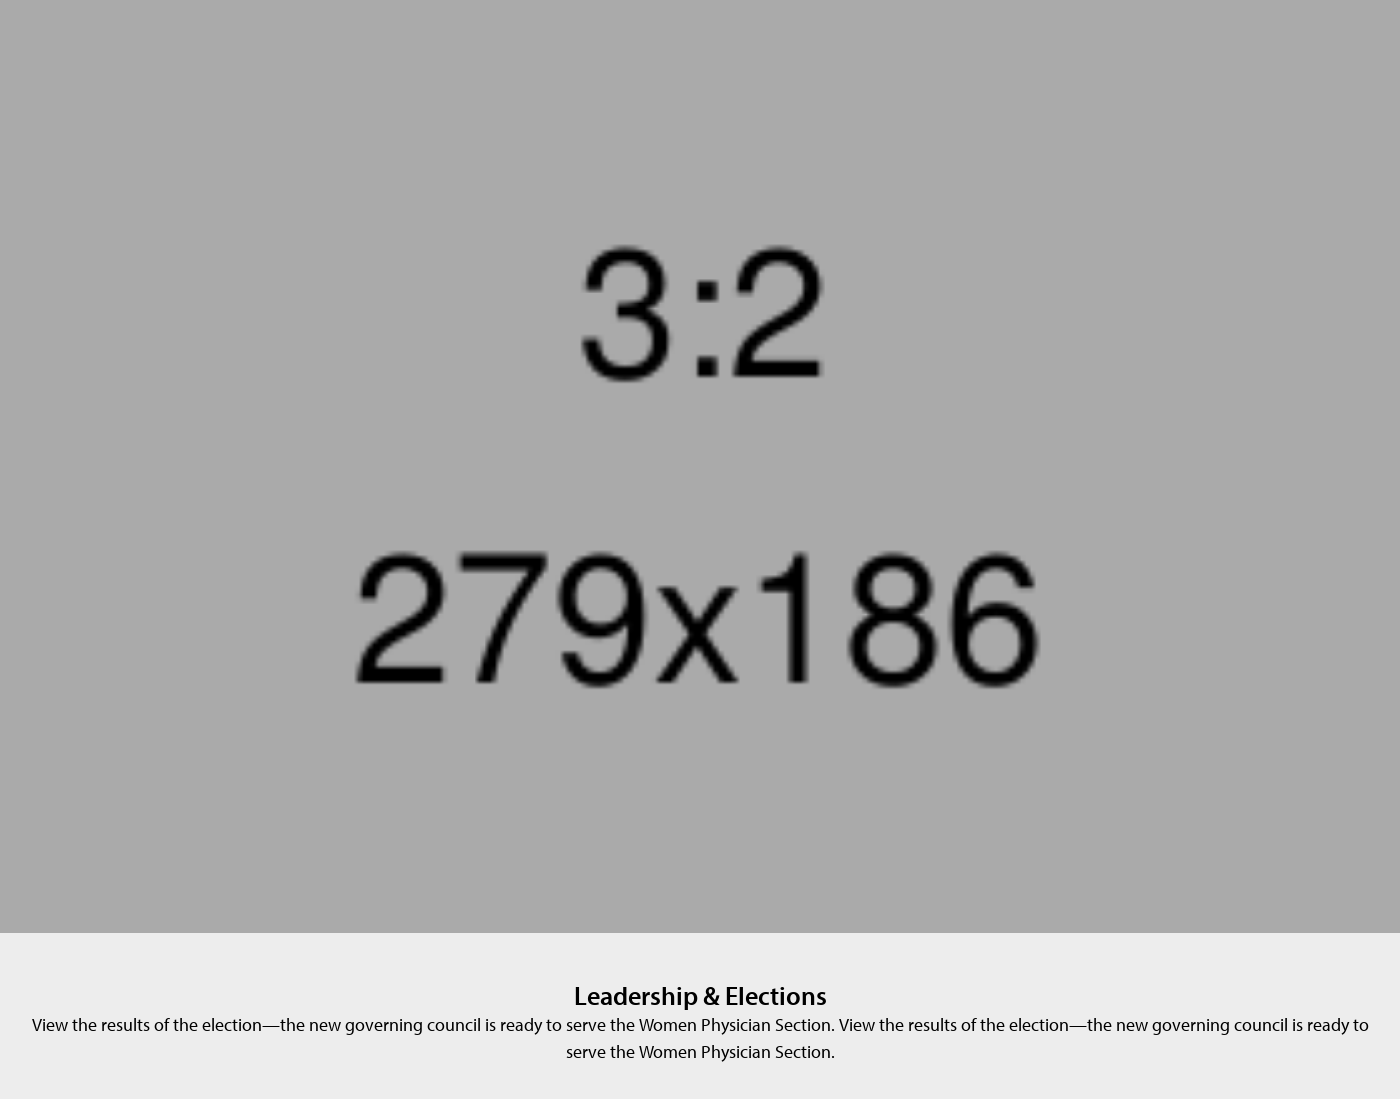 3:2
279x186
Leadership & Elections
View the results of the election—the new governing council is ready to serve the Women Physician Section. View the results of the election—the new governing council is ready to
serve the Women Physician Section.